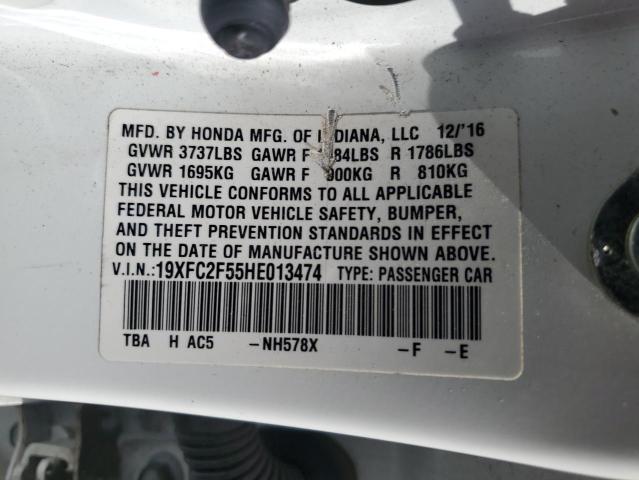 MFD. BY HONDA MFG. OF INDIANA, LLC 12/'16
GVWR 3737LBS GAWR F 84LBS R 1786LBS
GVWR 1695KG GAWR F 00KG R 810KG
THIS VEHICLE CONFORMS TO ALL APPLICABLE
FEDERAL MOTOR VEHICLE SAFETY, BUMPER,
AND THEFT PREVENTION STANDARDS IN EFFECT
ON THE DATE OF MANUFACTURE SHOWN ABOVE.
V.I.N.:19XFC2F55HE013474 TYPE: PASSENGER CAR
TBA H AC5 -NH578X -F -E